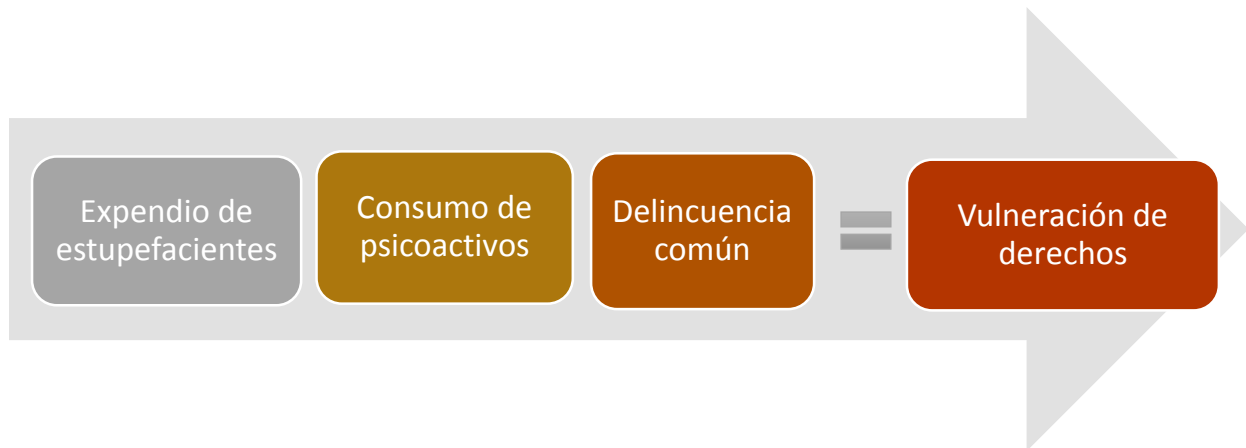 Expendio de
estupefacientes
Consumo de
psicoactivos
Delincuencia
común
=
Vulneración de
derechos